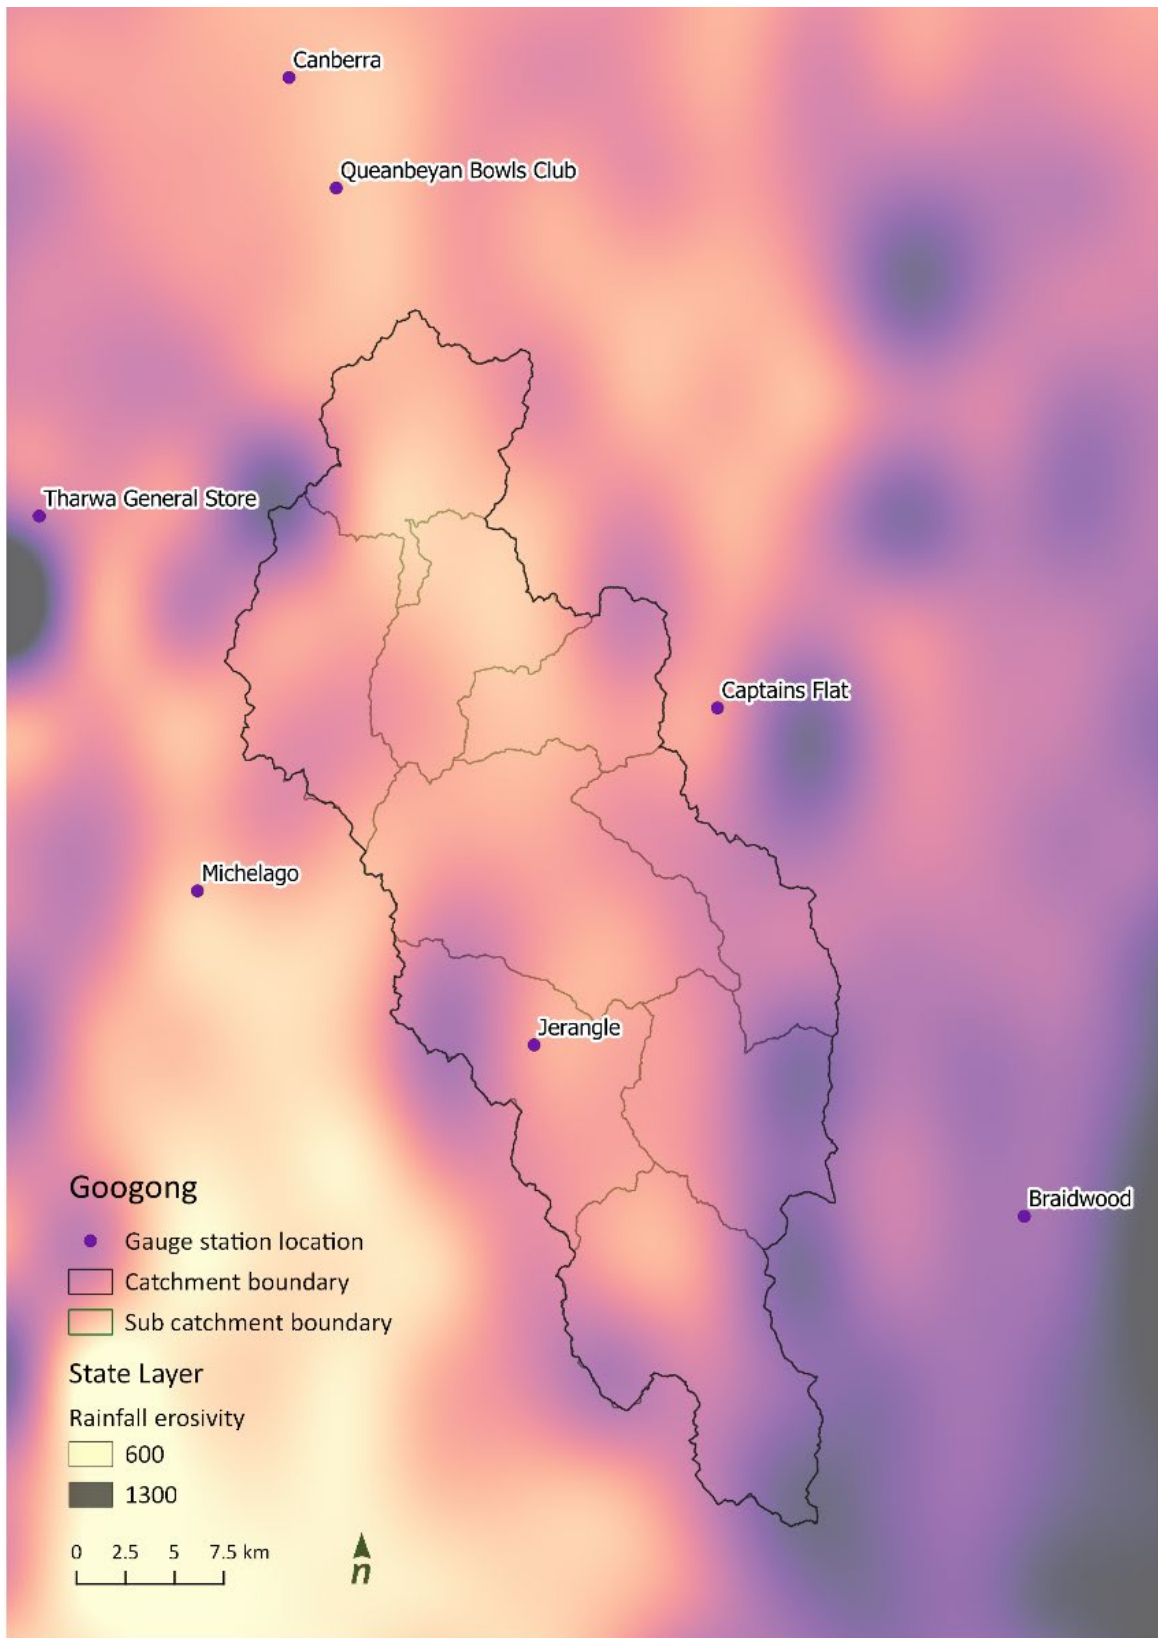 Canberra
Queanbeyan Bowls Club
Tharwa General Store
Captains Flat
Michelago
Jerangle
Braidwood
Googong
Gauge station location
Catchment boundary
Sub catchment boundary
State Layer
Rainfall erosivity
600
1300
0 2.5 5 7.5 km
n